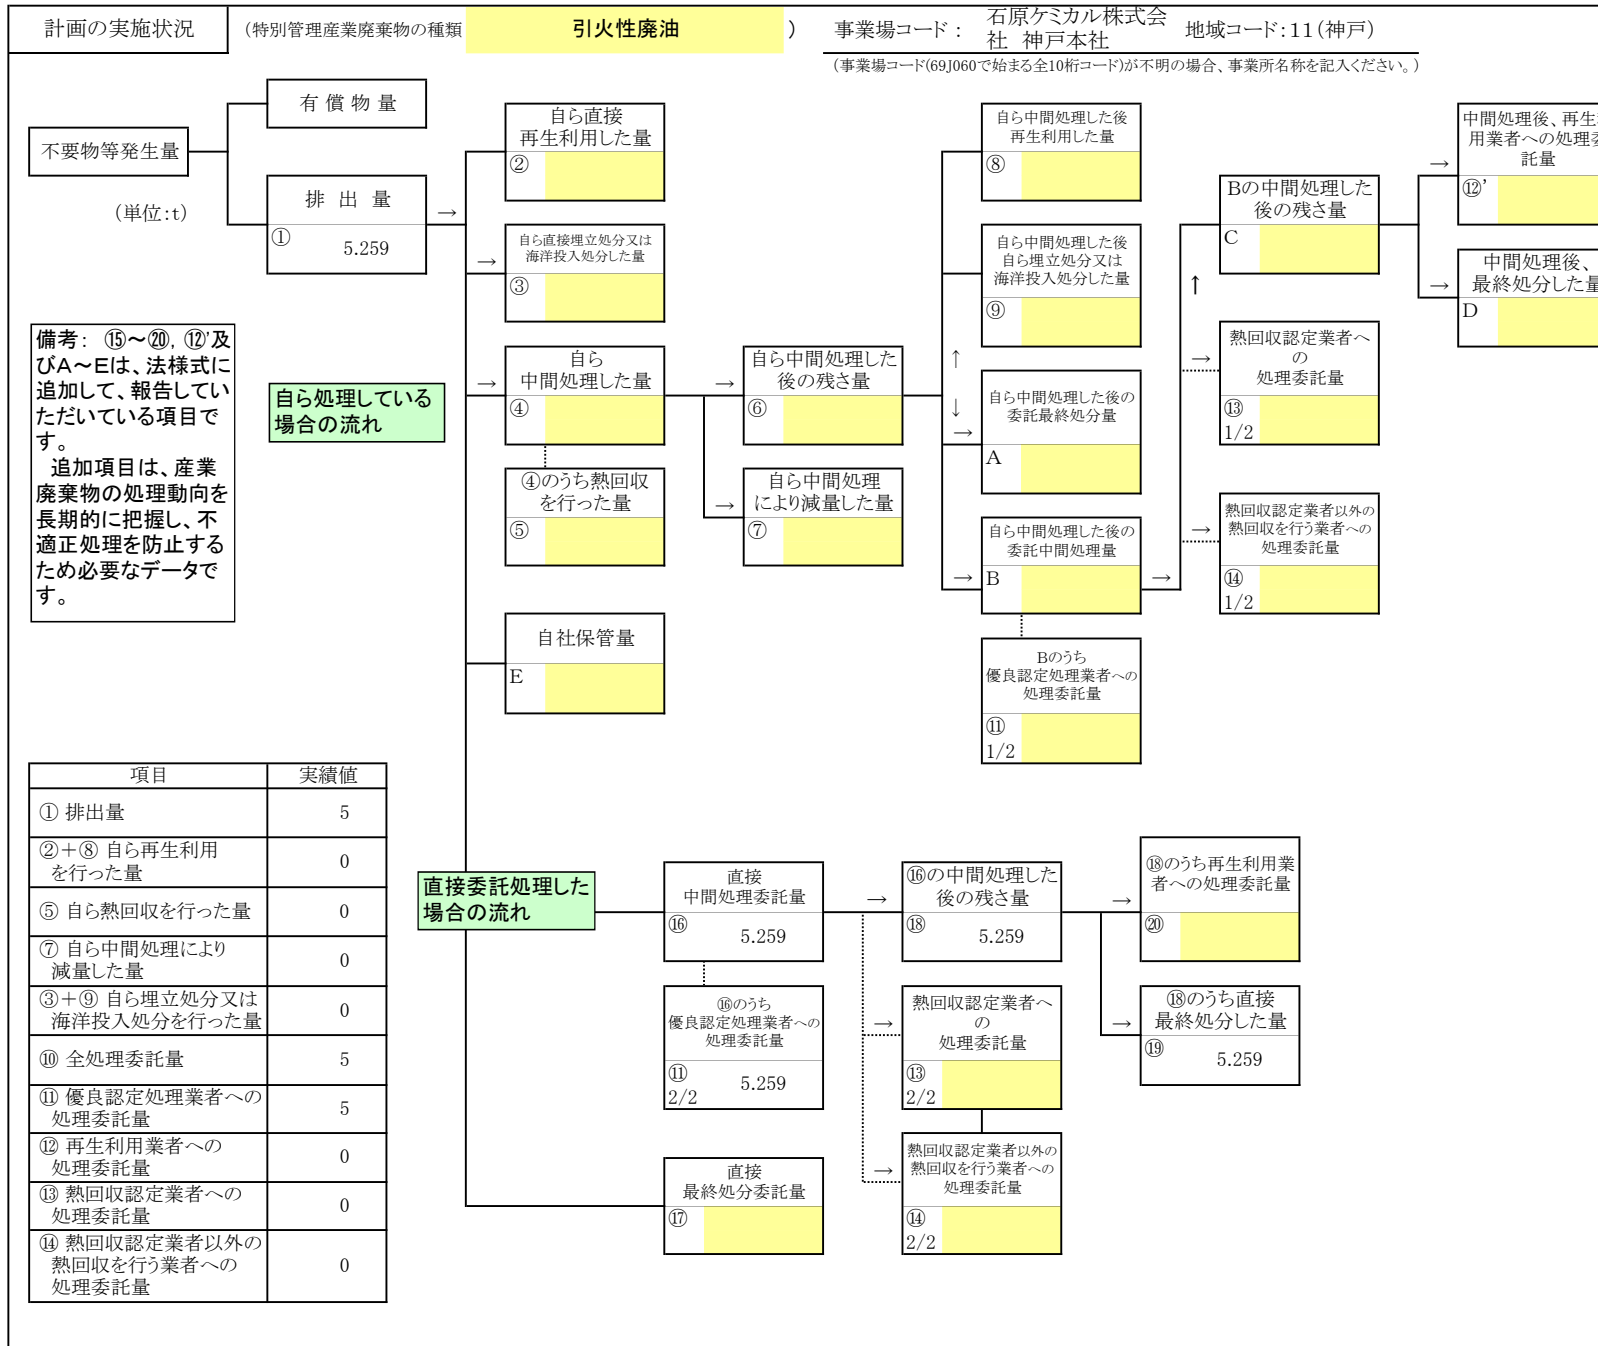 計画の実施状況
(特別管理産業廃棄物の種類 引火性廃油 )
事業場コード： 石原ケミカル株式会
社 神戸本社
地域コード：11(神戸)
(事業場コード(69J060で始まる全10桁コード)が不明の場合、事業所名称を記入ください。)
不要物等発生量
(単位：t)
有償物量
排出量
① 5.259
→
自ら直接
再生利用した量
②
→
自ら直接埋立処分又は
海洋投入処分した量
③
備考： ⑮～⑳, ⑫'及
びA～Eは、法様式に
追加して、報告してい
ただいている項目で
す。
追加項目は、産業
廃棄物の処理動向を
長期的に把握し、不
適正処理を防止する
ため必要なデータで
す。
自ら処理している
場合の流れ
→
自ら
中間処理した量
④
④のうち熱回収
を行った量
⑤
→
自ら中間処理した
後の残さ量
⑥
→
自ら中間処理
により減量した量
⑦
自社保管量
E
自ら中間処理した後
再生利用した量
⑧
自ら中間処理した後
自ら埋立処分又は
海洋投入処分した量
⑨
↑
↓
→
自ら中間処理した後の
委託最終処分量
A
→
自ら中間処理した後の
委託中間処理量
B
Bのうち
優良認定処理業者への
処理委託量
⑪
1/2
→
↑
Bの中間処理した
後の残さ量
C
→
熱回収認定業者へ
の
処理委託量
⑬
1/2
→
熱回収認定業者以外の
熱回収を行う業者への
処理委託量
⑭
1/2
→
中間処理後、再生
用業者への処理委
託量
⑫'
→
中間処理後、
最終処分した量
D
項目 実績値
① 排出量 5
②＋⑧ 自ら再生利用
を行った量 0
⑤ 自ら熱回収を行った量 0
⑦ 自ら中間処理により
減量した量 0
③＋⑨ 自ら埋立処分又は
海洋投入処分を行った量 0
⑩ 全処理委託量 5
⑪ 優良認定処理業者への
処理委託量 5
⑫ 再生利用業者への
処理委託量 0
⑬ 熱回収認定業者への
処理委託量 0
⑭ 熱回収認定業者以外の
熱回収を行う業者への
処理委託量 0
直接委託処理した
場合の流れ
直接
中間処理委託量
⑯ 5.259
⑯のうち
優良認定処理業者への
処理委託量
⑪
2/2 5.259
直接
最終処分委託量
⑰
→
⑯の中間処理した
後の残さ量
⑱ 5.259
→
熱回収認定業者へ
の
処理委託量
⑬
2/2
→
熱回収認定業者以外の
熱回収を行う業者への
処理委託量
⑭
2/2
→
⑱のうち再生利用業
者への処理委託量
⑳
→
⑱のうち直接
最終処分した量
⑲ 5.259